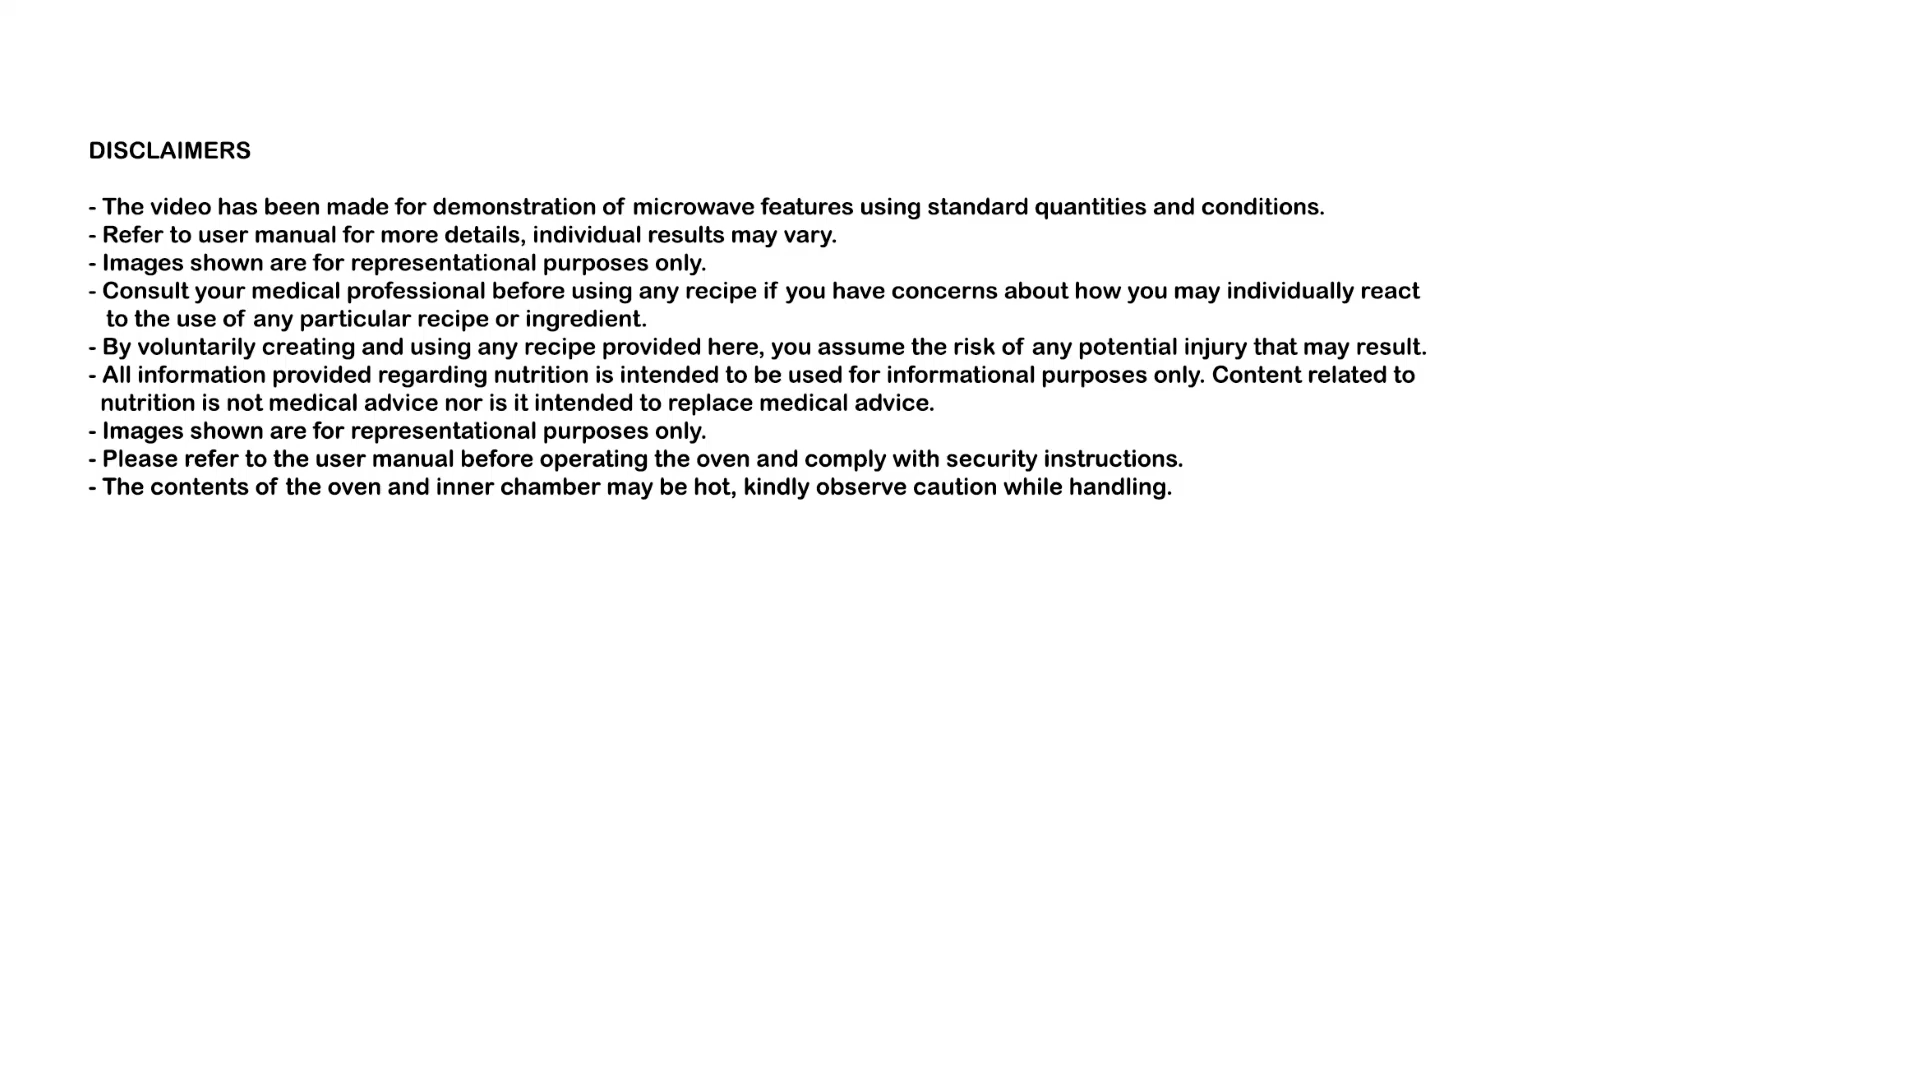 DISCLAIMERS
- The video has been made for demonstration of microwave features using standard quantities and conditions.
- Refer to user manual for more details, individual results may vary.
- Images shown are for representational purposes only.
- Consult your medical professional before using any recipe if you have concerns about how you may individually react
to the use of any particular recipe or ingredient.
- By voluntarily creating and using any recipe provided here, you assume the risk of any potential injury that may result.
- All information provided regarding nutrition is intended to be used for informational purposes only. Content related to
nutrition is not medical advice nor is it intended to replace medical advice.
- Images shown are for representational purposes only.
- Please refer to the user manual before operating the oven and comply with security instructions.
- The contents of the oven and inner chamber may be hot, kindly observe caution while handling.